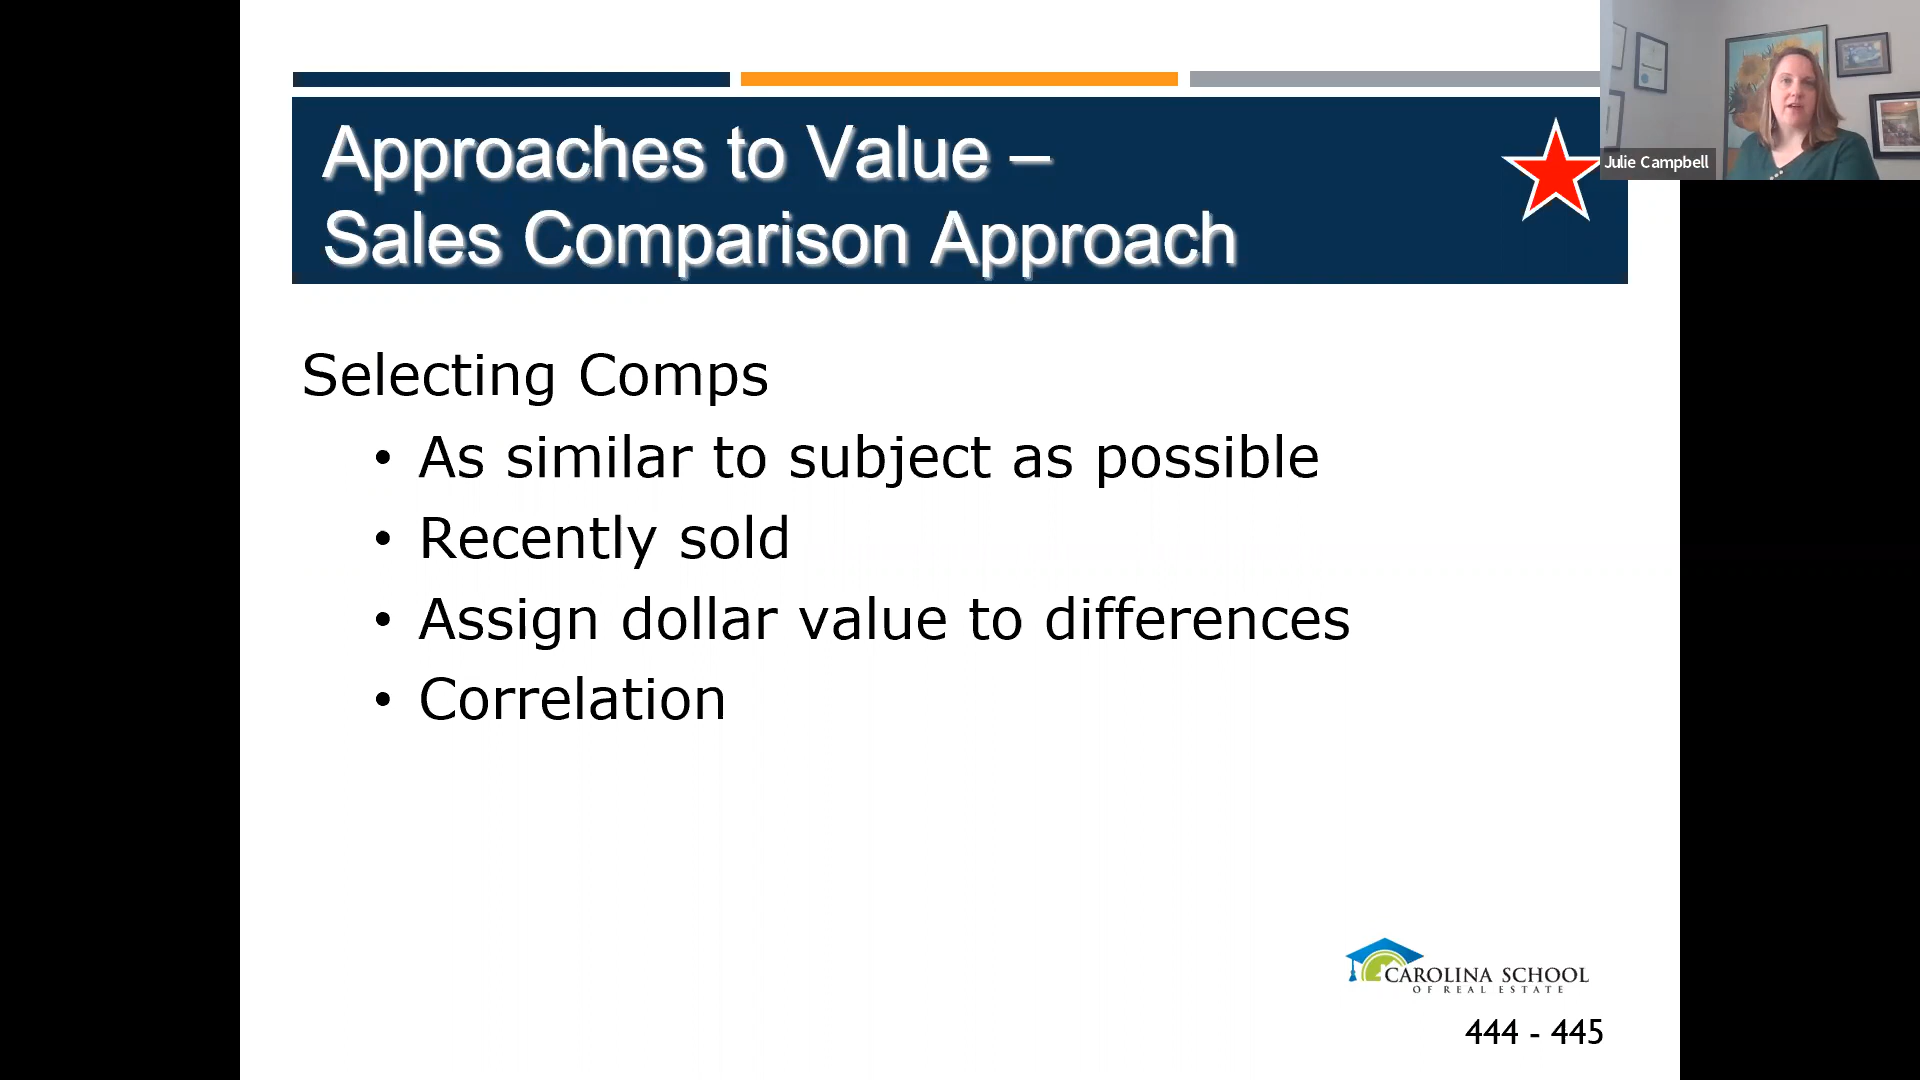 Approaches to Value –
Sales Comparison Approach
Julie Campbell
Selecting Comps
• As similar to subject as possible
• Recently sold
• Assign dollar value to differences
• Correlation
CAROLINA SCHOOL
OF REAL ESTATE
444 - 445